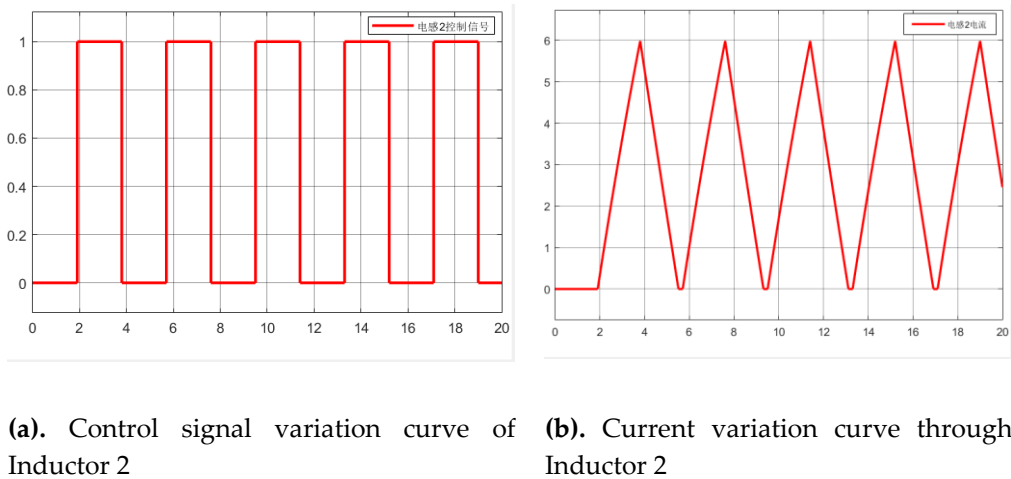 电感2控制信号
1
0.8
0.6
0.4
0.2
0
0 2 4 6 8 10 12 14 16 18 20
电感2电流
6
5
4
3
2
1
0
0 2 4 6 8 10 12 14 16 18 20
(a). Control signal variation curve of
Inductor 2
(b). Current variation curve through
Inductor 2